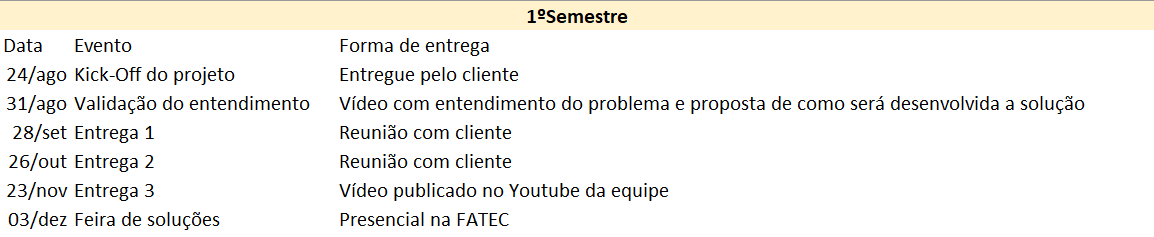 1ºSemestre
Data Evento Forma de entrega
24/ago Kick-Off do projeto Entregue pelo cliente
31/ago Validação do entendimento Vídeo com entendimento do problema e proposta de como será desenvolvida a solução
28/set Entrega 1 Reunião com cliente
26/out Entrega 2 Reunião com cliente
23/nov Entrega 3 Vídeo publicado no Youtube da equipe
03/dez Feira de soluções Presencial na FATEC